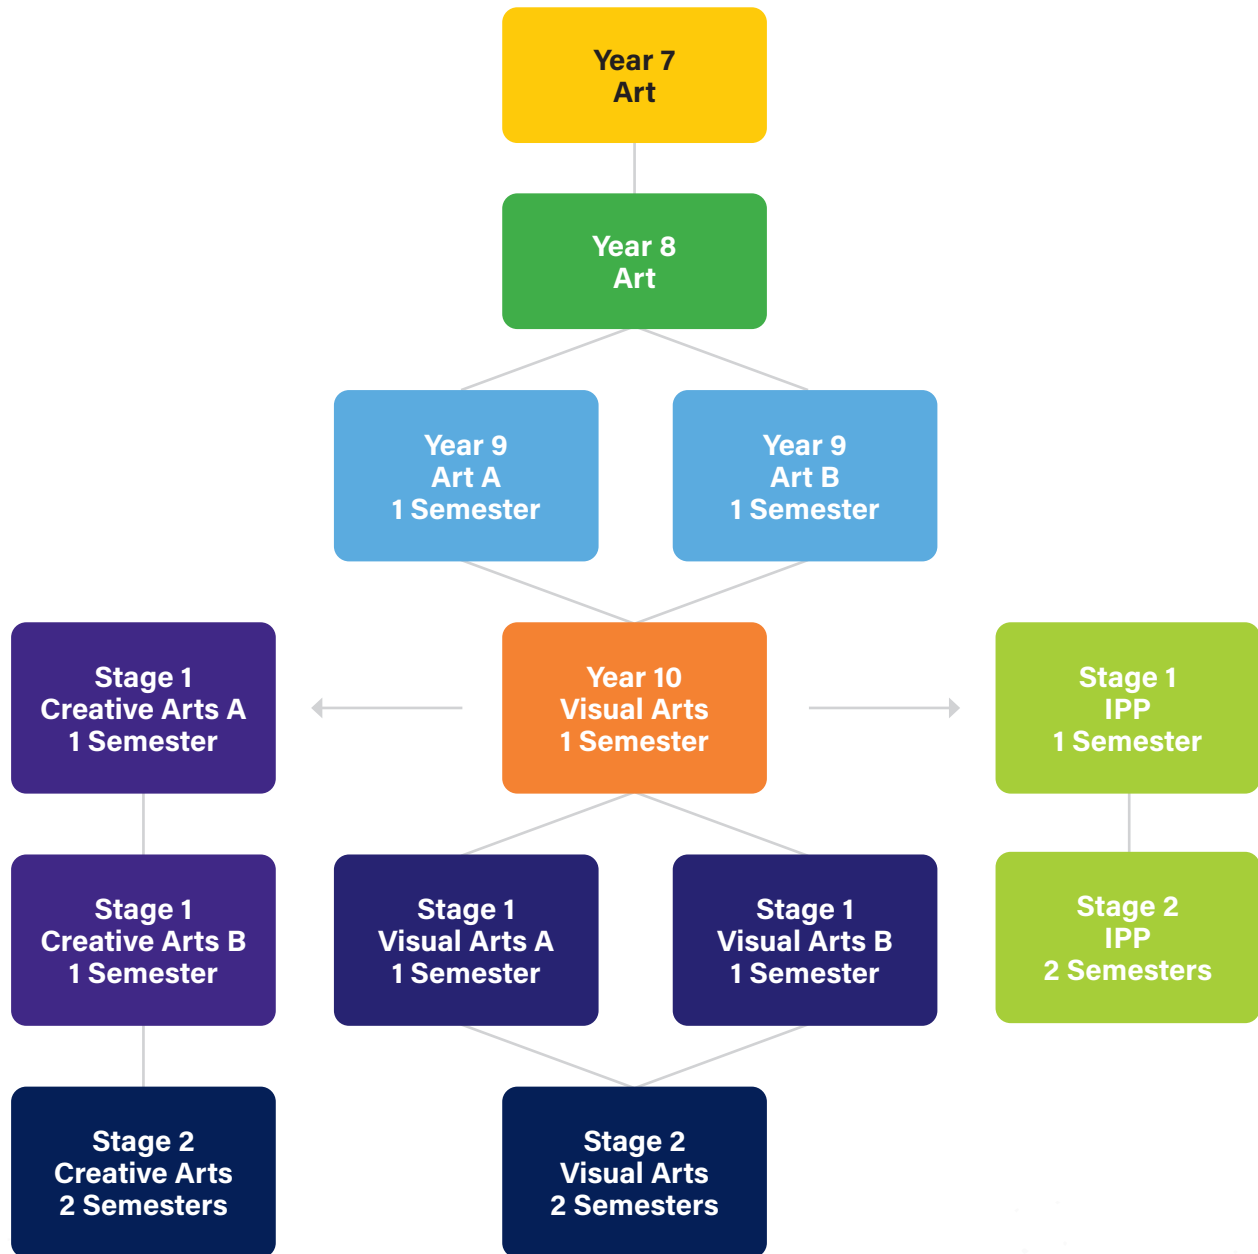 Year 7
Art
Year 8
Art
Year 9
Art A
1 Semester
Year 9
Art B
1 Semester
Stage 1
Creative Arts A
1 Semester
Year 10
Visual Arts
1 Semester
Stage 1
IPP
1 Semester
Stage 1
Creative Arts B
1 Semester
Stage 1
Visual Arts A
1 Semester
Stage 1
Visual Arts B
1 Semester
Stage 2
IPP
2 Semesters
Stage 2
Creative Arts
2 Semesters
Stage 2
Visual Arts
2 Semesters